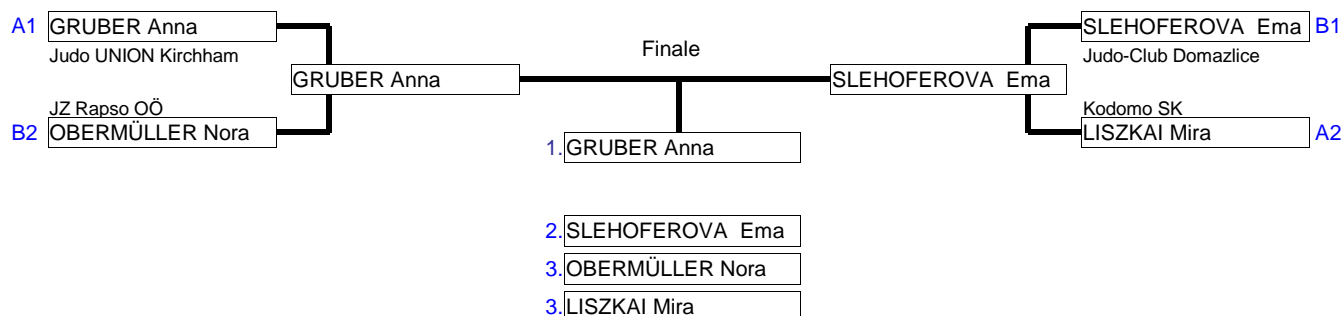 A1 GRUBER Anna
Judo UNION Kirchham
GRUBER Anna
JZ Rapso OÖ
B2 OBERMÜLLER Nora
Finale
SLEHOFEROVA Ema B1
Judo-Club Domazlice
SLEHOFEROVA Ema
Kodomo SK
LISZKAI Mira A2
1. GRUBER Anna
2. SLEHOFEROVA Ema
3. OBERMÜLLER Nora
3. LISZKAI Mira